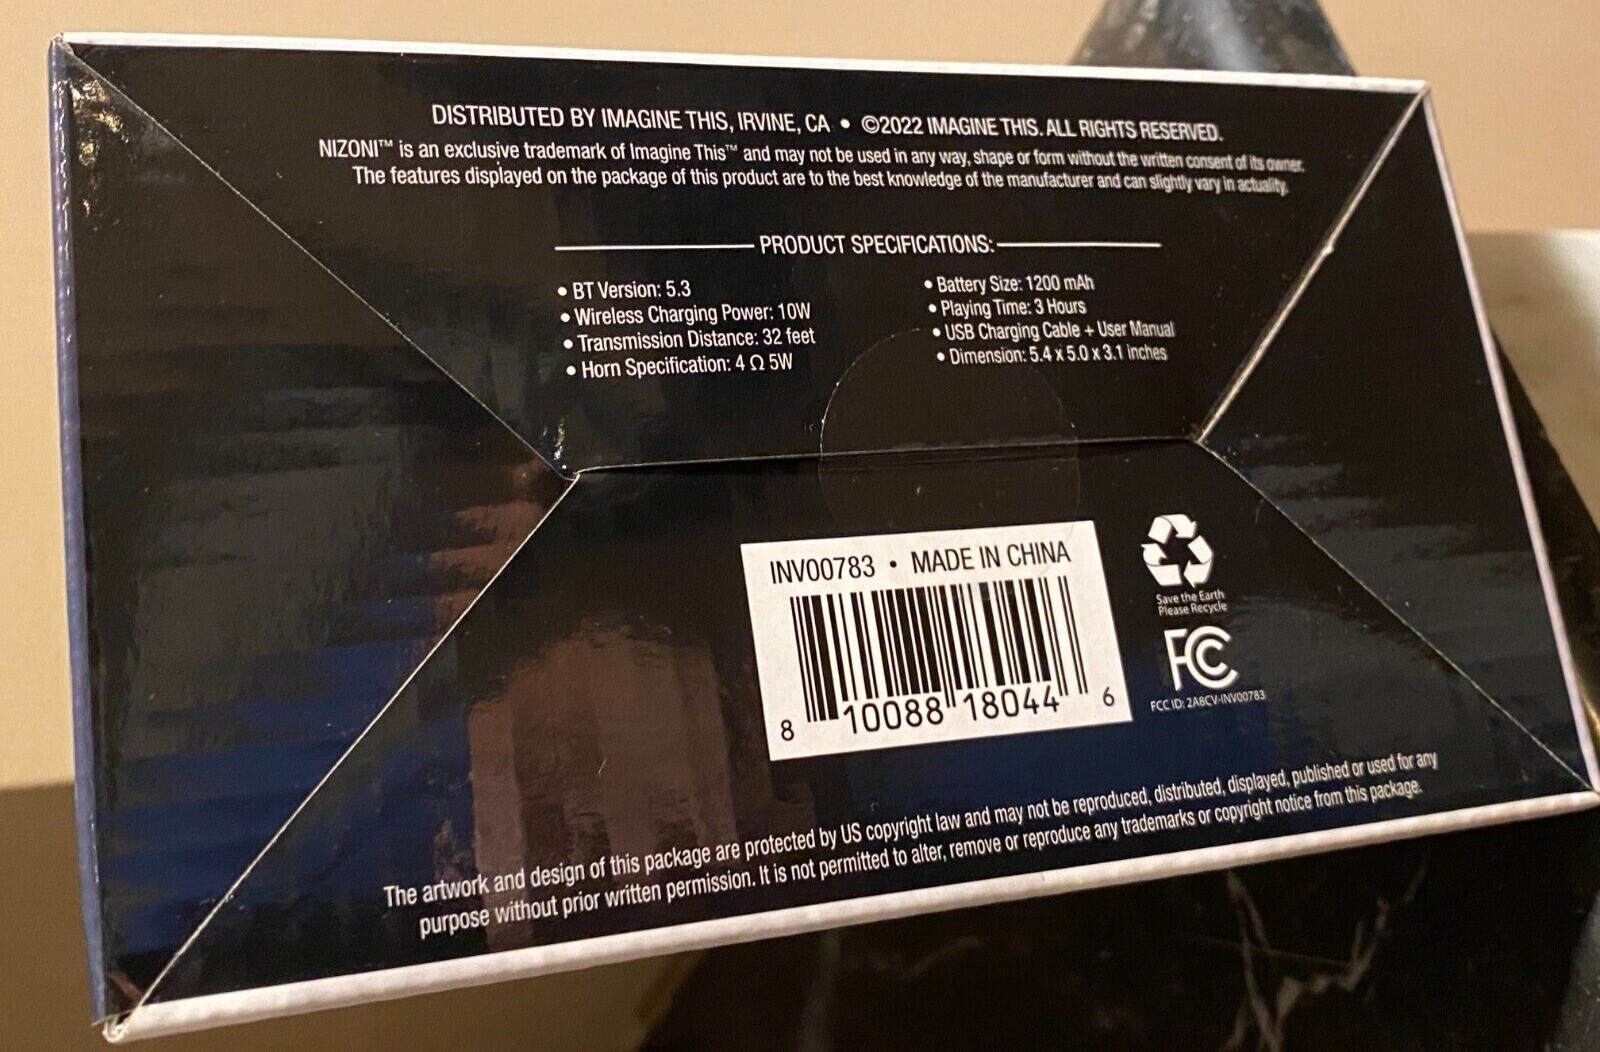 DISTRIBUTED BY IMAGINE THIS, IRVINE, CA • ©2022 IMAGINE THIS. ALL RIGHTS RESERVED.
NIZONI™ is an exclusive trademark of Imagine This™ and may not be used in any way, shape or form without the written consent of its owner.
The features displayed on the package of this product are to the best knowledge of the manufacturer and can slightly vary in actuality.
PRODUCT SPECIFICATIONS:
• BT Version: 5.3
• Wireless Charging Power: 10W
• Transmission Distance: 32 feet
• Horn Specification: 4 Ω 5W
• Battery Size: 1200 mAh
• Playing Time: 3 Hours
• USB Charging Cable + User Manual
• Dimension: 5.4 x 5.0 x 3.1 inches
INV00783 • MADE IN CHINA
8 10088 18044 6
Save the Earth
Please Recycle
FC
FCC ID: 2A8CV-INV00783
The artwork and design of this package are protected by US copyright law and may not be reproduced, distributed, displayed, published or used for any
purpose without prior written permission. It is not permitted to alter, remove or reproduce any trademarks or copyright notice from this package.